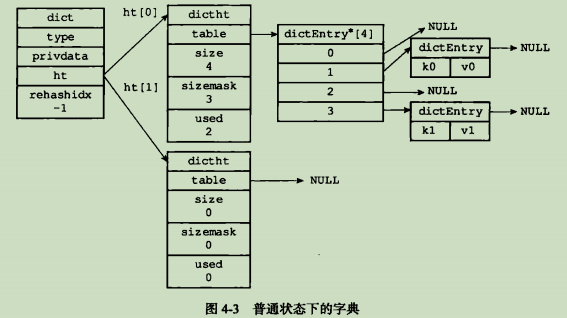 dict
type
privdata
ht
rehashidx
-1
ht[0]
ht[1]
dictht
table
size
4
sizemask
3
used
2
dictht
table
size
0
sizemask
0
used
0
NULL
dictEntry*[4]
0
1
2
3
NULL
dictEntry
k0 v0
NULL
NULL
dictEntry
k1 v1
NULL
图 4-3 普通状态下的字典